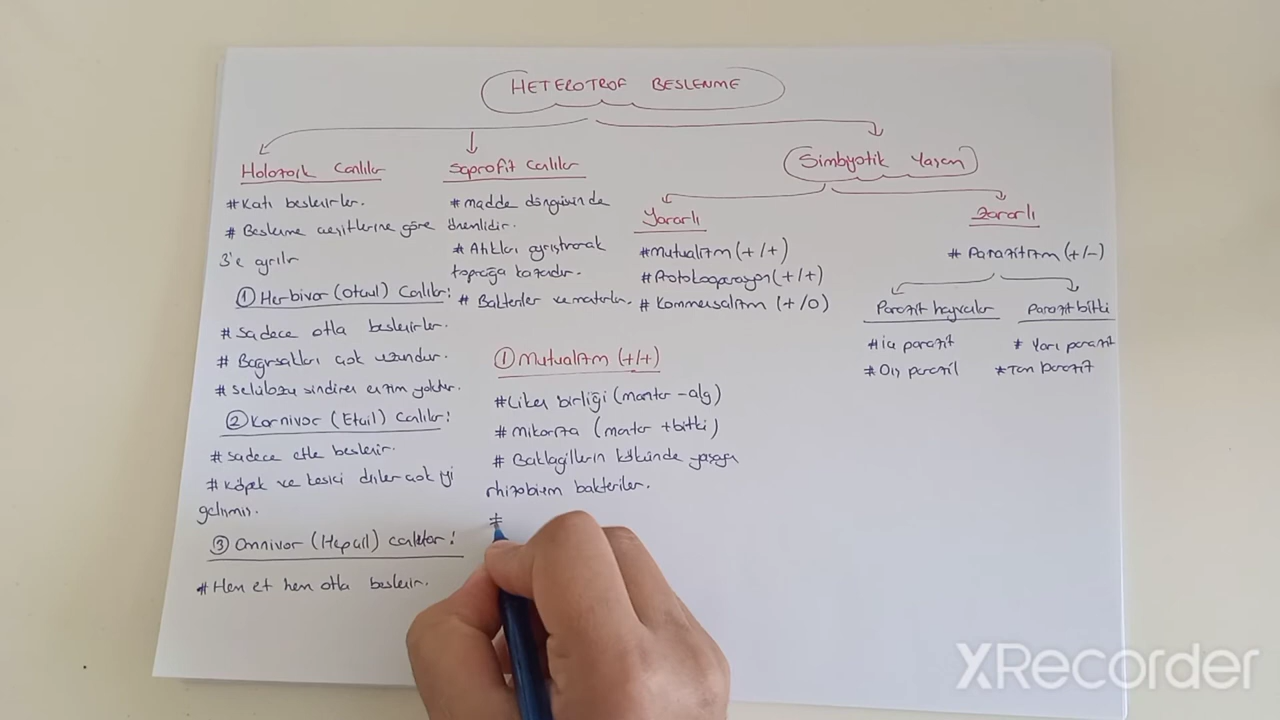 HETEROTROF BESLENME
Holozoik Canlılar
# Katı beslenirler.
# Beslenme çeşitlerine göre
3'e ayrılır
① Herbivor (Otçul) Canlılar:
# Sadece otla beslenirler.
# Bağırsakları çok uzundur.
# Selülozu sindiren enzim yoktur.
② Karnivor (Etçil) Canlılar:
# Sadece etle beslenir.
# Köpek ve kesici dişler çok iyi
gelişmiş.
③ Omnivor (Hepçil) canlılar:
# Hem et hem otla beslenir.
Saprofit Canlılar
# Madde döngüsünde
önemlidir.
# Atıkları ayrıştırarak
toprağa kazandır.
# Bakteriler ve mantarlar.
Simbiyotik Yaşam
Yararlı
# Mutualizm (+/+)
# Protokooperasyon (+/+)
# Kommensalizm (+/0)
Zararlı
# Parazitizm (+/-)
Parazit hayvanlar
# iç parazit
# Dış parazit
Parazit bitki
* Yarı parazit
* Tam parazit
① Mutualizm (+/+)
# Liken birliği (mantar - alg)
# Mikoriza (mantar + bitki)
# Baklagillerin kökünde yaşayan
rhizobium bakteriler.
#
XRecorder